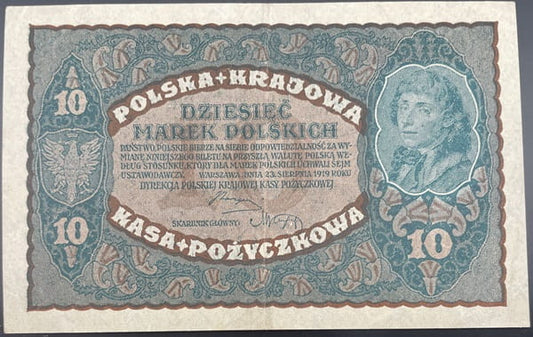 POLSKA KRAJOWA
DZIESIĘĆ
MAREK POLSKICH
PAŃSTWO POLSKIE BIERZE NA SIEBIE ODPOWIEDZIALNOŚĆ ZA WY-
MIANĘ NINIEJSZEGO BILETU NA PRZYSZŁĄ WALUTĘ POLSKĄ WE-
DŁUG STOSUNKU, KTÓRY DLA MAREK POLSKICH UCHWALI SEJM
USTAWODAWCZY. WARSZAWA, DNIA 23. SIERPNIA 1919 ROKU
DYREKCJA POLSKIEJ KRAJOWEJ KASY POŻYCZKOWEJ
SKARBNIK GŁÓWNY:
KASA POŻYCZKOWA
10
10
10